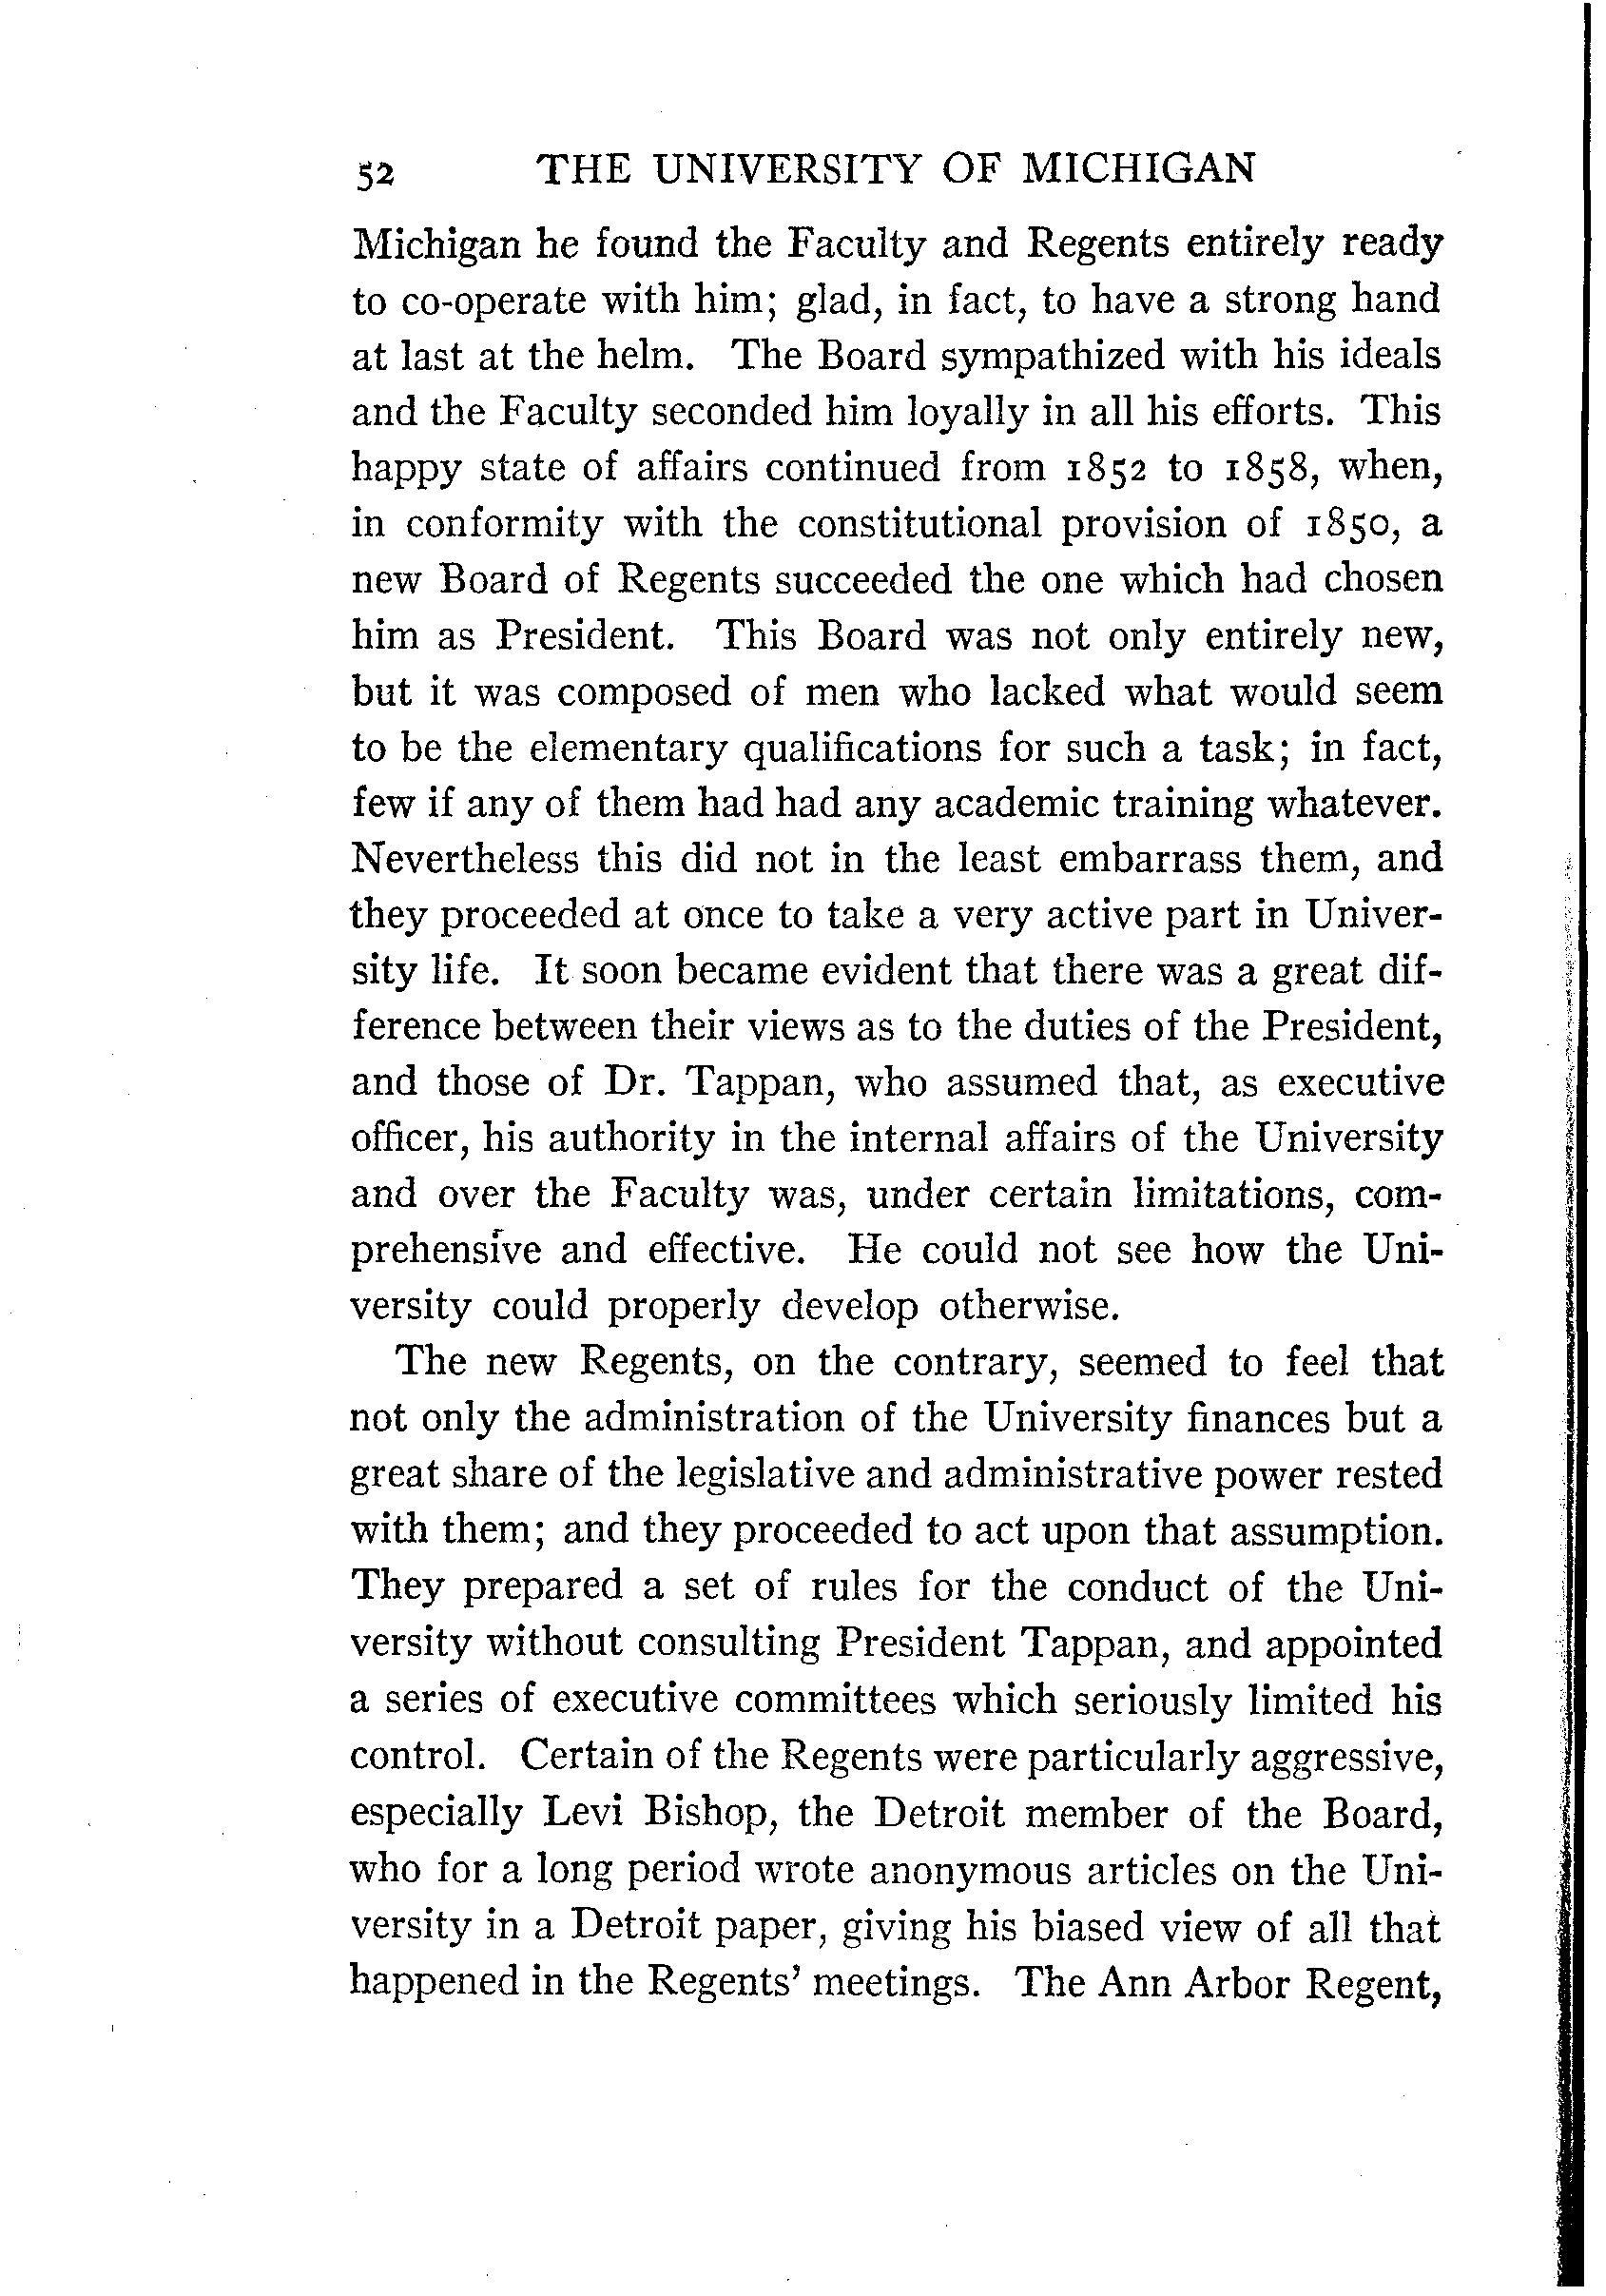 52 THE UNIVERSITY OF MICHIGAN
Michigan he found the Faculty and Regents entirely ready
to co-operate with him; glad, in fact, to have a strong hand
at last at the helm. The Board sympathized with his ideals
and the Faculty seconded him loyally in all his efforts. This
happy state of affairs continued from 1852 to 1858, when,
in conformity with the constitutional provision of 1850, a
new Board of Regents succeeded the one which had chosen
him as President. This Board was not only entirely new,
but it was composed of men who lacked what would seem
to be the elementary qualifications for such a task; in fact,
few if any of them had had any academic training whatever.
Nevertheless this did not in the least embarrass them, and
they proceeded at once to take a very active part in Univer-
sity life. It soon became evident that there was a great dif-
ference between their views as to the duties of the President,
and those of Dr. Tappan, who assumed that, as executive
officer, his authority in the internal affairs of the University
and over the Faculty was, under certain limitations, com-
prehensive and effective. He could not see how the Uni-
versity could properly develop otherwise.
The new Regents, on the contrary, seemed to feel that
not only the administration of the University finances but a
great share of the legislative and administrative power rested
with them; and they proceeded to act upon that assumption.
They prepared a set of rules for the conduct of the Uni-
versity without consulting President Tappan, and appointed
a series of executive committees which seriously limited his
control. Certain of the Regents were particularly aggressive,
especially Levi Bishop, the Detroit member of the Board,
who for a long period wrote anonymous articles on the Uni-
versity in a Detroit paper, giving his biased view of all that
happened in the Regents' meetings. The Ann Arbor Regent,